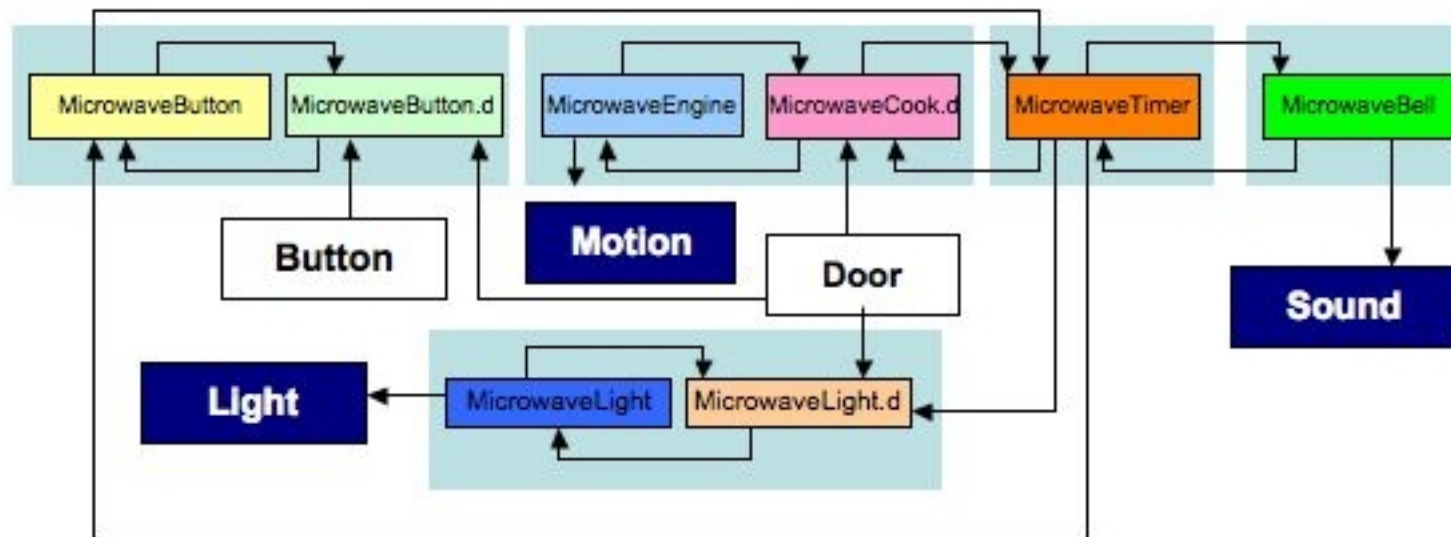 MicrowaveButton
MicrowaveButton.d
MicrowaveEngine
MicrowaveCook.d
MicrowaveTimer
MicrowaveBell
Button
Motion
Door
Sound
Light
MicrowaveLight
MicrowaveLight.d